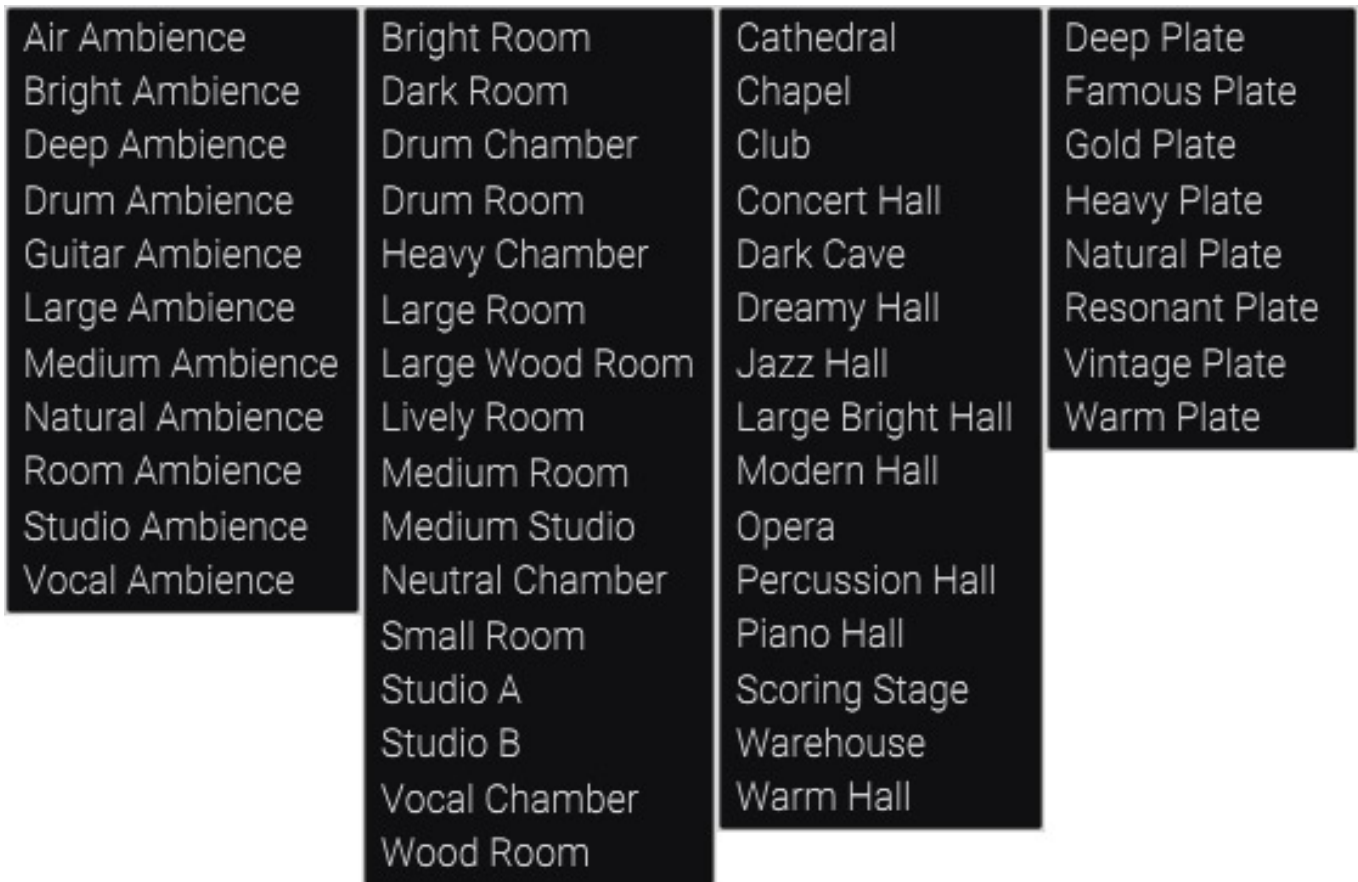 Air Ambience
Bright Ambience
Deep Ambience
Drum Ambience
Guitar Ambience
Large Ambience
Medium Ambience
Natural Ambience
Room Ambience
Studio Ambience
Vocal Ambience
Bright Room
Dark Room
Drum Chamber
Drum Room
Heavy Chamber
Large Room
Large Wood Room
Lively Room
Medium Room
Medium Studio
Neutral Chamber
Small Room
Studio A
Studio B
Vocal Chamber
Wood Room
Cathedral
Chapel
Club
Concert Hall
Dark Cave
Dreamy Hall
Jazz Hall
Large Bright Hall
Modern Hall
Opera
Percussion Hall
Piano Hall
Scoring Stage
Warehouse
Warm Hall
Deep Plate
Famous Plate
Gold Plate
Heavy Plate
Natural Plate
Resonant Plate
Vintage Plate
Warm Plate